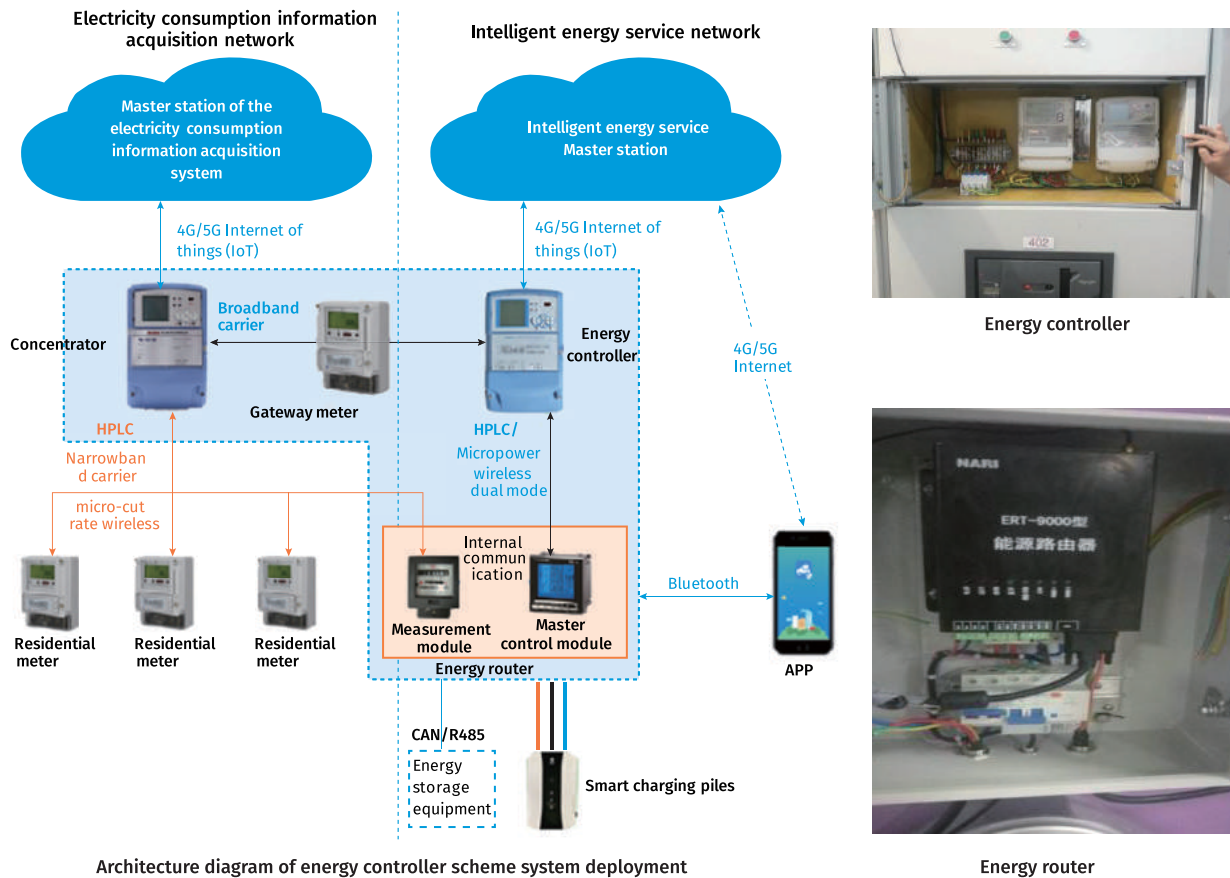 Electricity consumption information
acquisition network
Intelligent energy service network
Master station of the
electricity consumption
information acquisition
system
Intelligent energy service
Master station
4G/5G Internet of
things (IoT)
4G/5G Internet of
things (IoT)
Broadband
carrier
Concentrator
Energy
controller
Gateway meter
4G/5G
Internet
HPLC
Narrowban
d carrier
micro-cut
rate wireless
HPLC/
Micropower
wireless
dual mode
Internal
commun
ication
Residential
meter
Residential
meter
Residential
meter
Measurement
module
Master
control module
Energy router
Bluetooth
APP
CAN/R485
Energy
storage
equipment
Smart charging piles
Architecture diagram of energy controller scheme system deployment
402
Energy controller
NARI
ERT-9000型
能源路由器
Energy router